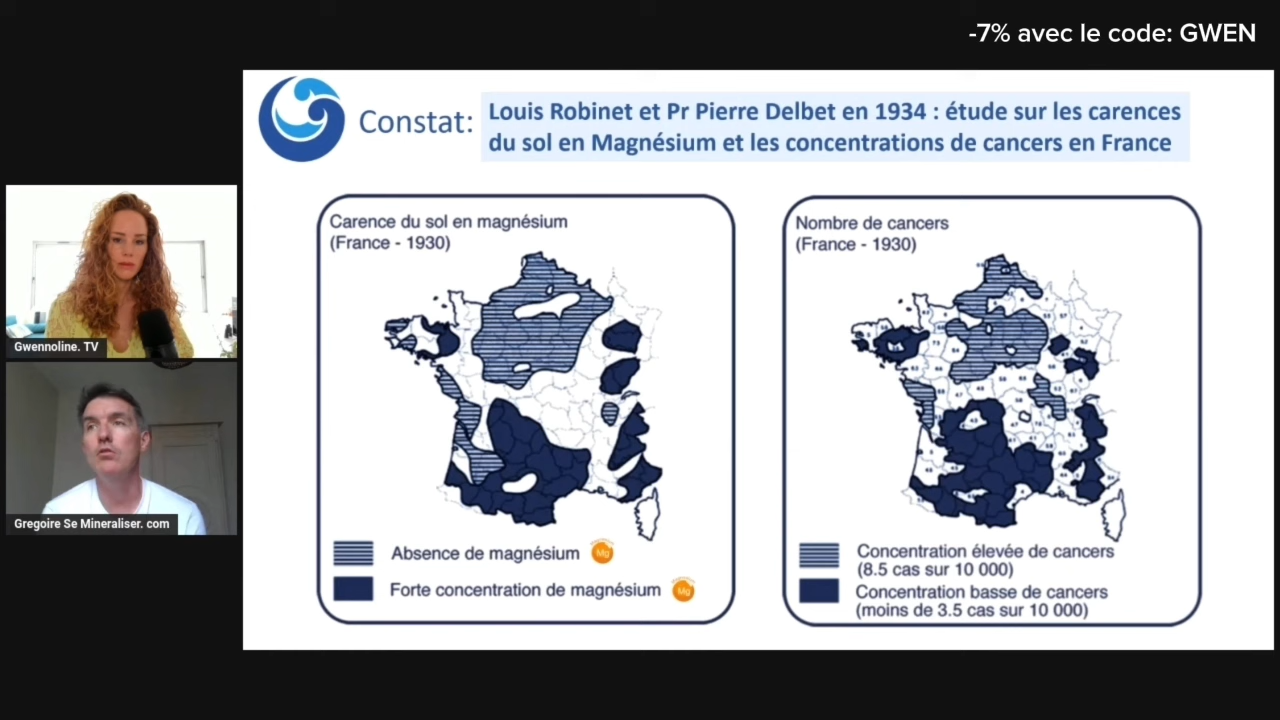 -7% avec le code: GWEN
Constat:
Louis Robinet et Pr Pierre Delbet en 1934 : étude sur les carences
du sol en Magnésium et les concentrations de cancers en France
Carence du sol en magnésium
(France - 1930)
Absence de magnésium
Mg
Forte concentration de magnésium
Mg
Nombre de cancers
(France - 1930)
Concentration élevée de cancers
(8.5 cas sur 10 000)
Concentration basse de cancers
(moins de 3.5 cas sur 10 000)
Gwennoline. TV
Gregoire Se Mineraliser. com